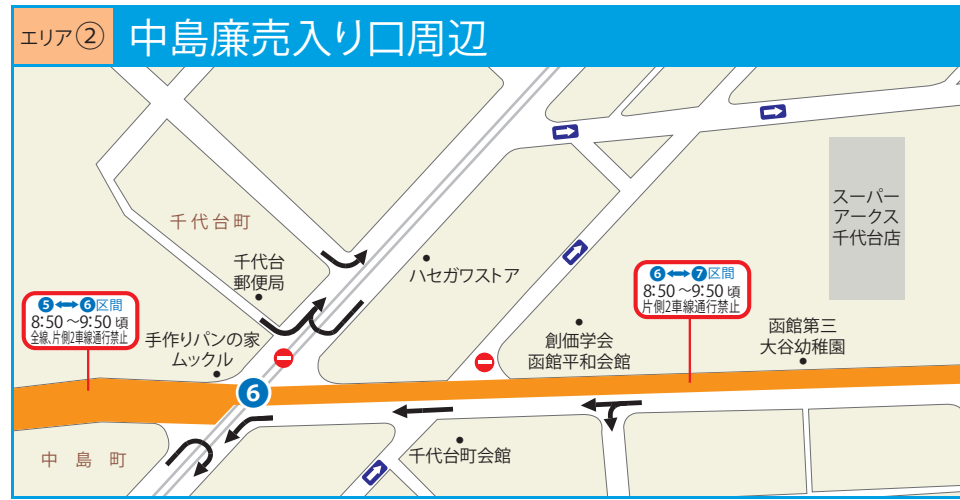 エリア②
中島廉売入り口周辺
千代台町
千代台
郵便局
ハセガワストア
スーパー
アークス
千代台店
5⟷6区間
8:50～9:50頃
全線、片側2車線通行禁止
手作りパンの家
ムックル
6⟷7区間
8:50～9:50頃
片側2車線通行禁止
創価学会
函館平和会館
函館第三
大谷幼稚園
6
中島町
千代台町会館